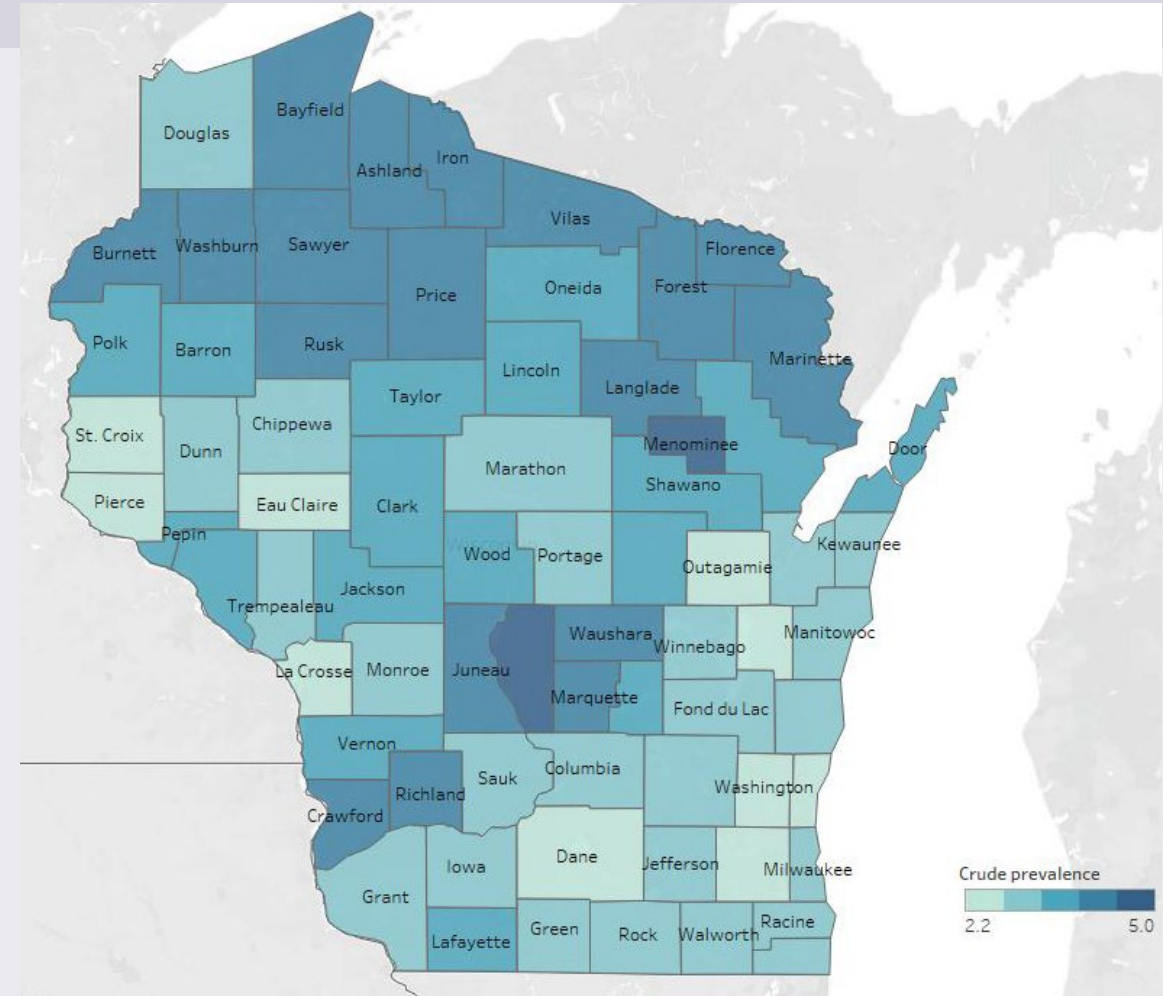 Bayfield
Douglas
Iron
Ashland
Vilas
Burnett
Washburn
Sawyer
Florence
Price
Oneida
Forest
Polk
Barron
Rusk
Marinette
Lincoln
Taylor
Langlade
St. Croix
Chippewa
Menominee
Door
Dunn
Marathon
Shawano
Pierce
Eau Claire
Clark
Pepin
Wood
Portage
Kewaunee
Outagamie
Jackson
Trempealeau
Waushara
Manitowoc
Winnebago
La Crosse
Monroe
Juneau
Marquette
Fond du Lac
Vernon
Columbia
Sauk
Washington
Richland
Crawford
Dane
Jefferson
Iowa
Milwaukee
Grant
Racine
Green
Rock
Walworth
Lafayette
Wisconsin
Crude prevalence
2.2
5.0